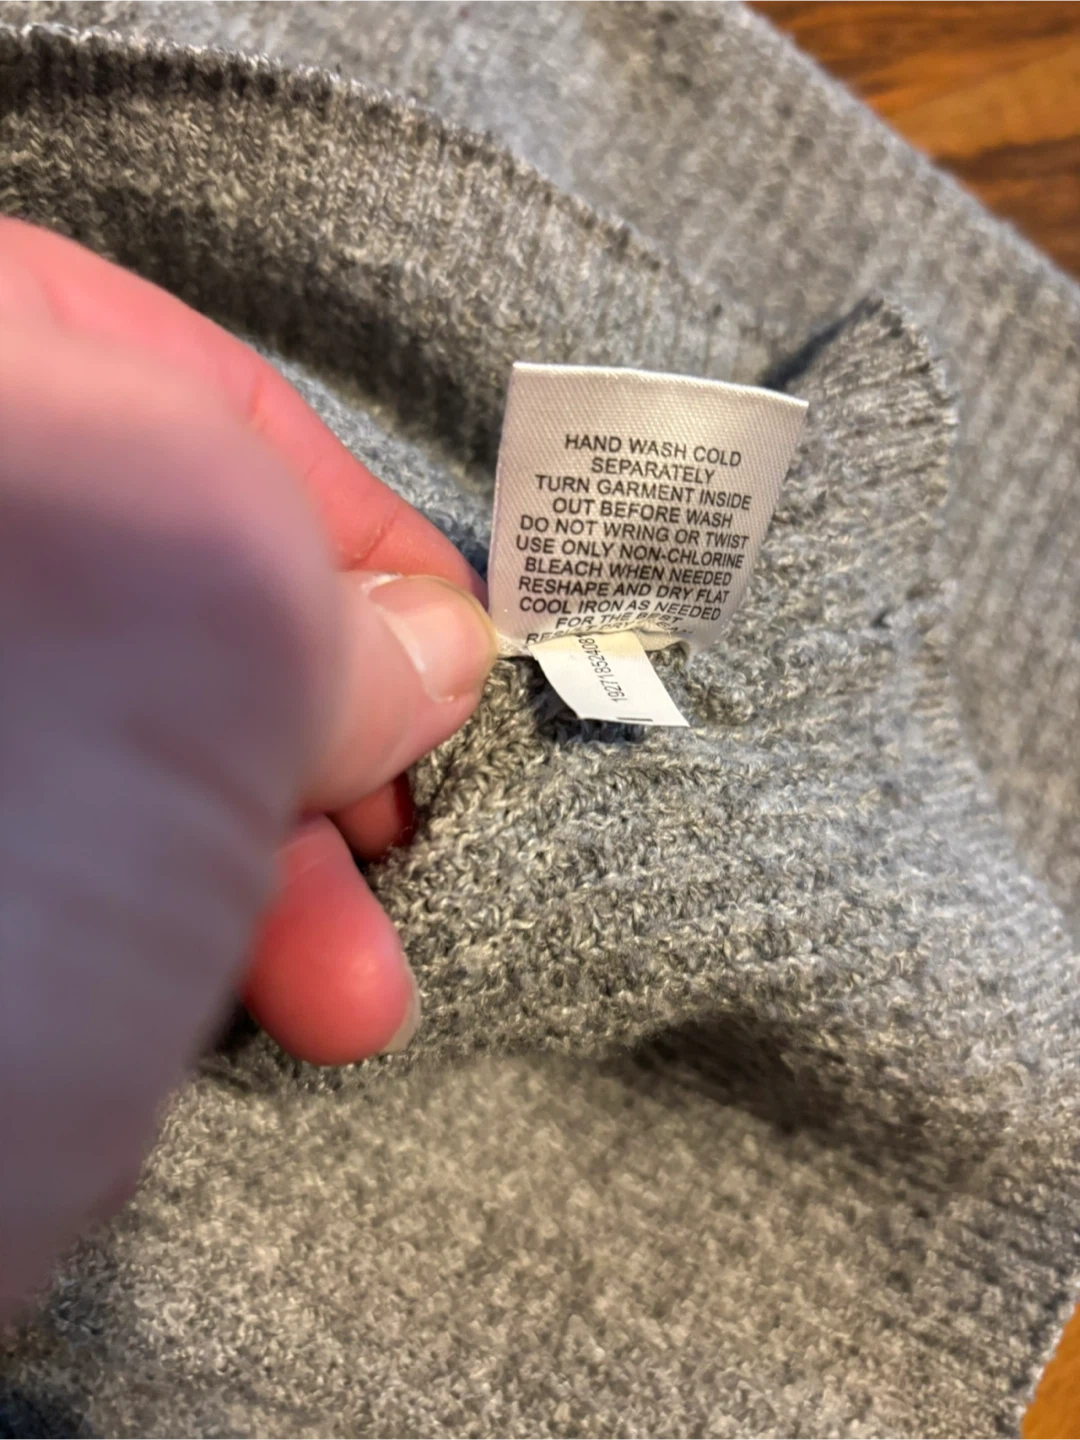 HAND WASH COLD
SEPARATELY
TURN GARMENT INSIDE
OUT BEFORE WASH
DO NOT WRING OR TWIST
USE ONLY NON-CHLORINE
BLEACH WHEN NEEDED
RESHAPE AND DRY FLAT
COOL IRON AS NEEDED
FOR THE BEST
19271852408